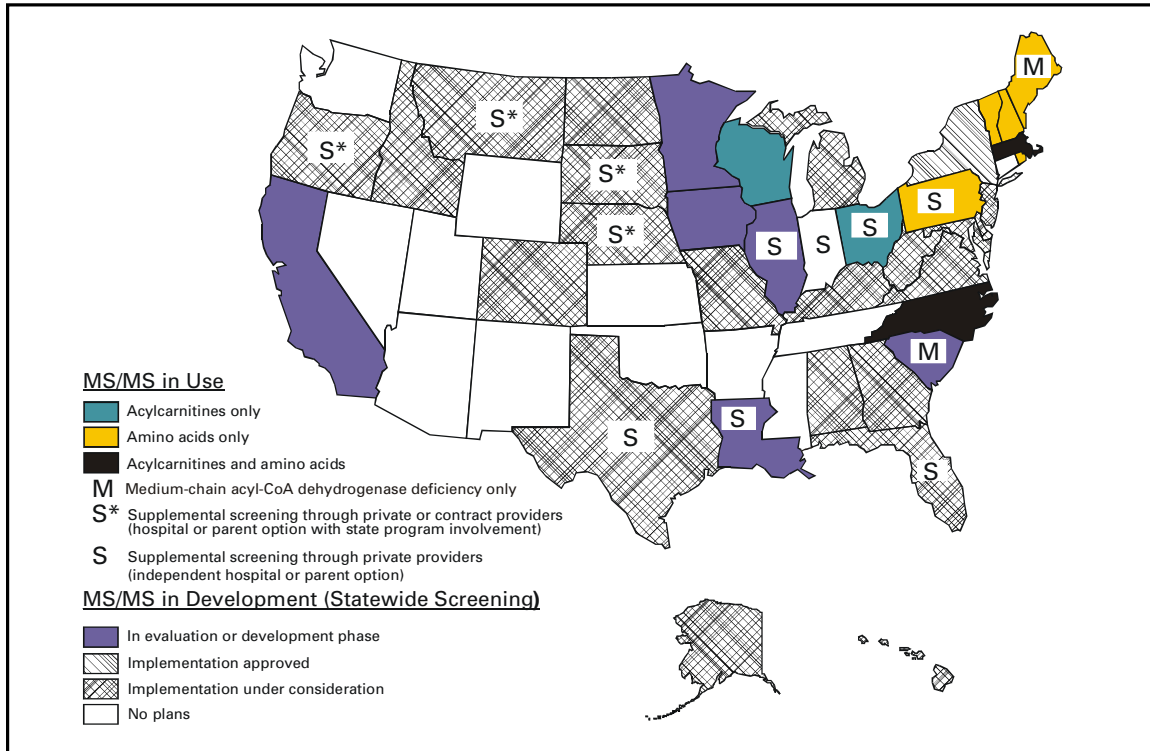 M
S*
S*
S*
S*
S
S
S
S
M
S
S
S
MS/MS in Use
Acylcarnitines only
Amino acids only
Acylcarnitines and amino acids
M Medium-chain acyl-CoA dehydrogenase deficiency only
S* Supplemental screening through private or contract providers
(hospital or parent option with state program involvement)
S Supplemental screening through private providers
(independent hospital or parent option)
MS/MS in Development (Statewide Screening)
In evaluation or development phase
Implementation approved
Implementation under consideration
No plans